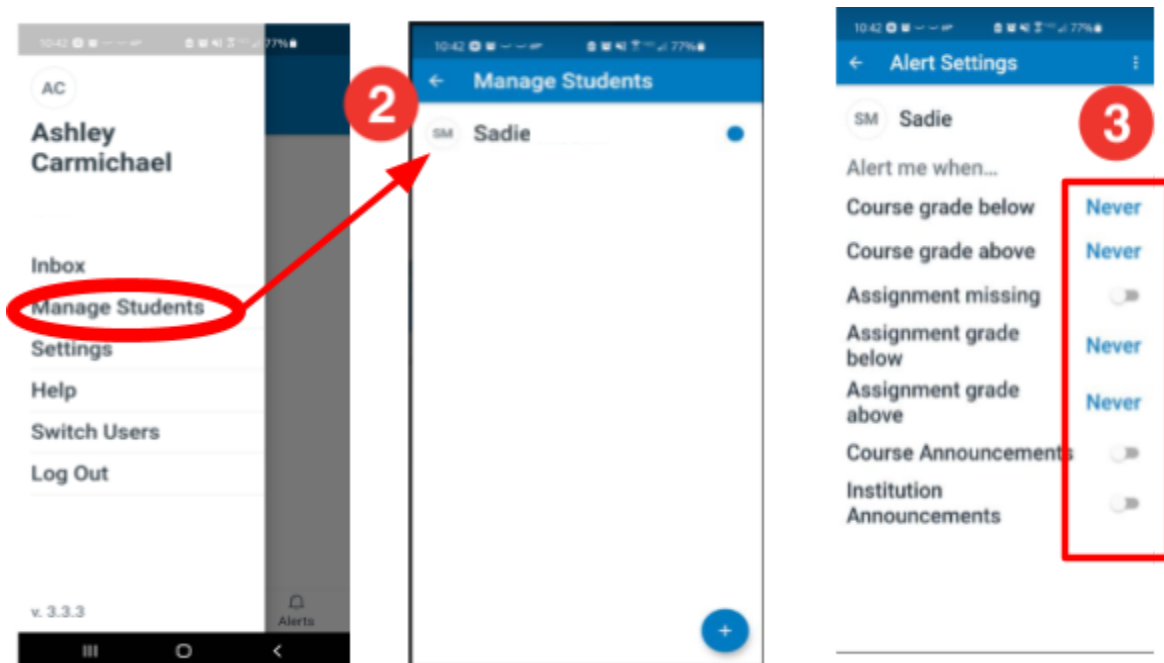 10:42
77%
AC
Ashley
Carmichael
Inbox
Manage Students
Settings
Help
Switch Users
Log Out
v. 3.3.3
Alerts
2
10:42
77%
Manage Students
SM
Sadie
+
10:42
77%
Alert Settings
SM
Sadie
3
Alert me when...
Course grade below
Never
Course grade above
Never
Assignment missing
Assignment grade
below
Never
Assignment grade
above
Never
Course Announcements
Institution
Announcements